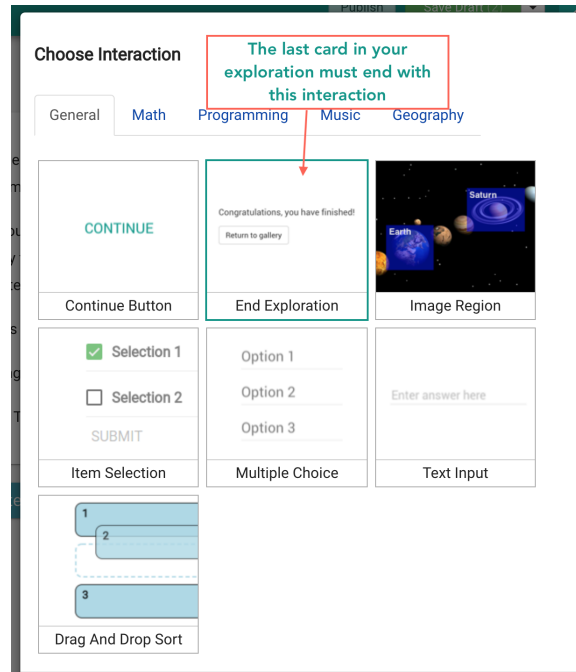 Publish
Save Draft (2)
Choose Interaction
The last card in your
exploration must end with
this interaction
General
Math
Programming
Music
Geography
CONTINUE
Continue Button
Congratulations, you have finished!
Return to gallery
End Exploration
Earth
Saturn
Image Region
Selection 1
Selection 2
SUBMIT
Item Selection
Option 1
Option 2
Option 3
Multiple Choice
Enter answer here
Text Input
1
2
3
Drag And Drop Sort